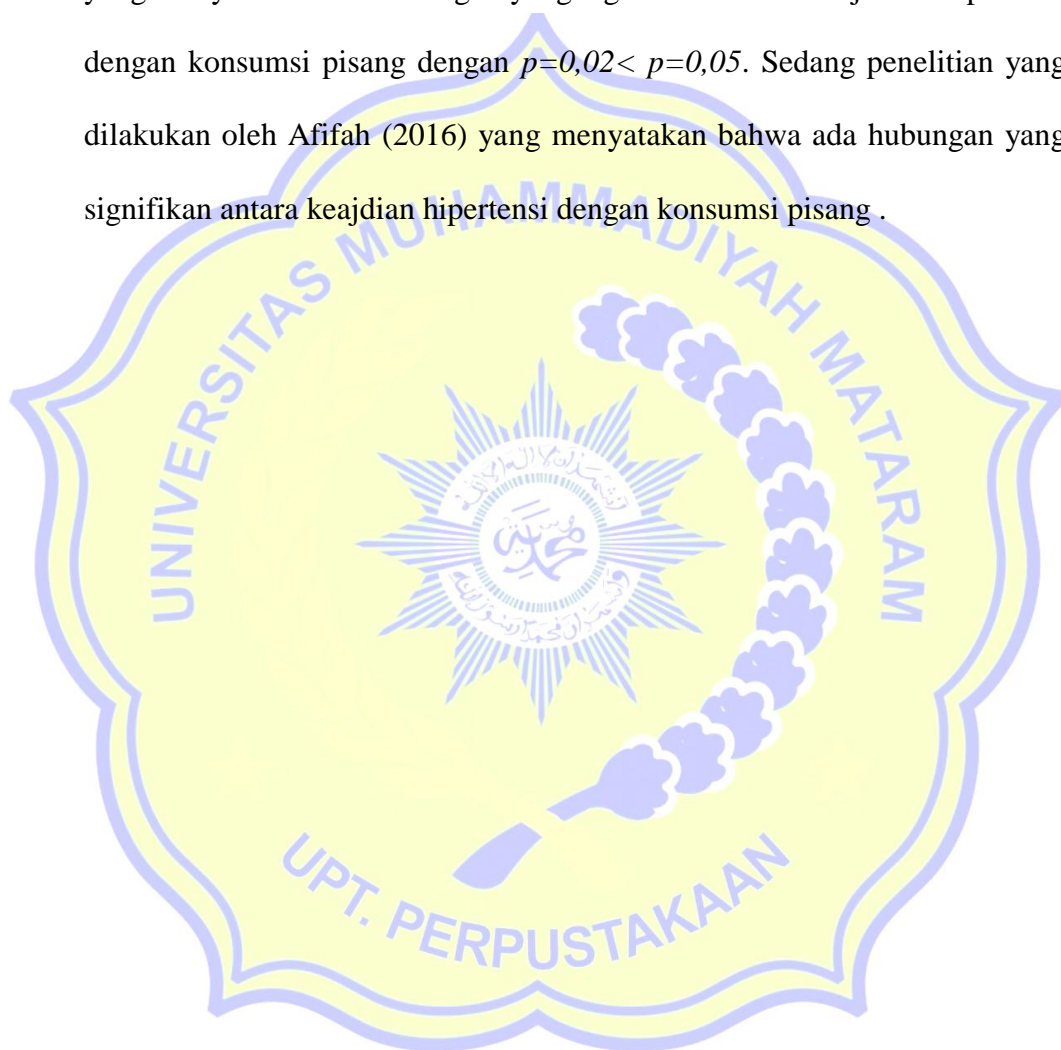 dengan konsumsi pisang dengan p=0,02< p=0,05. Sedang penelitian yang
dilakukan oleh Afifah (2016) yang menyatakan bahwa ada hubungan yang
signifikan antara keajdian hipertensi dengan konsumsi pisang .
UNIVERSITAS MUHAMMADIYAH MATARAM
UPT. PERPUSTAKAAN